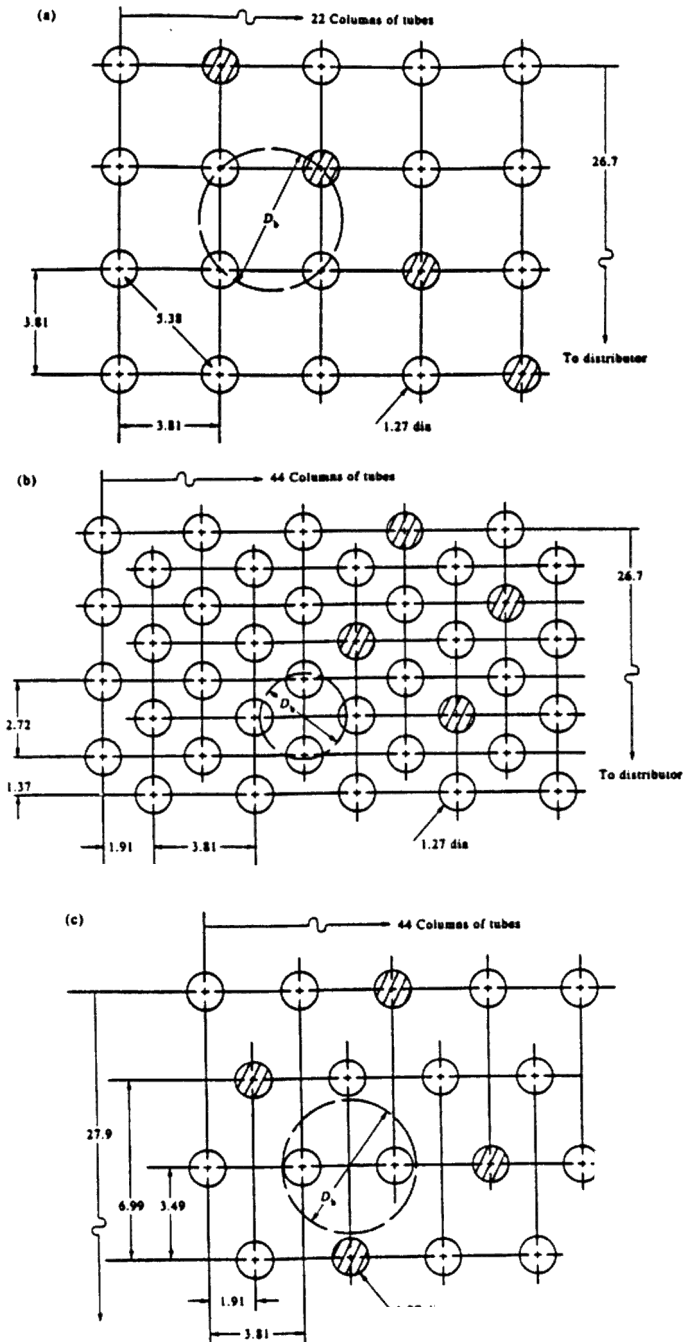 (a)
22 Columns of tubes
26.7
D_b
3.81
5.38
To distributor
3.81
1.27 dia
(b)
44 Columns of tubes
26.7
D_b
2.72
To distributor
1.37
1.27 dia
1.91
3.81
(c)
44 Columns of tubes
27.9
D_b
6.99
3.49
1.91
3.81